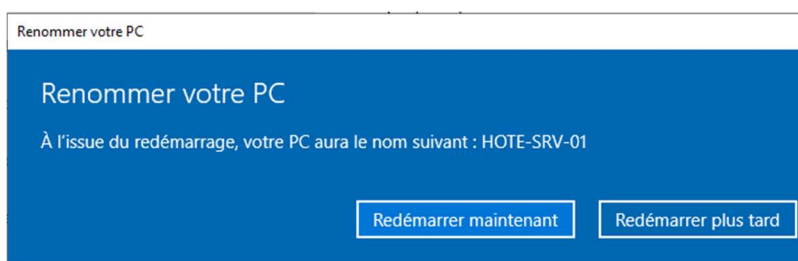 Renommer votre PC
Renommer votre PC
À l'issue du redémarrage, votre PC aura le nom suivant : HOTE-SRV-01
Redémarrer maintenant
Redémarrer plus tard